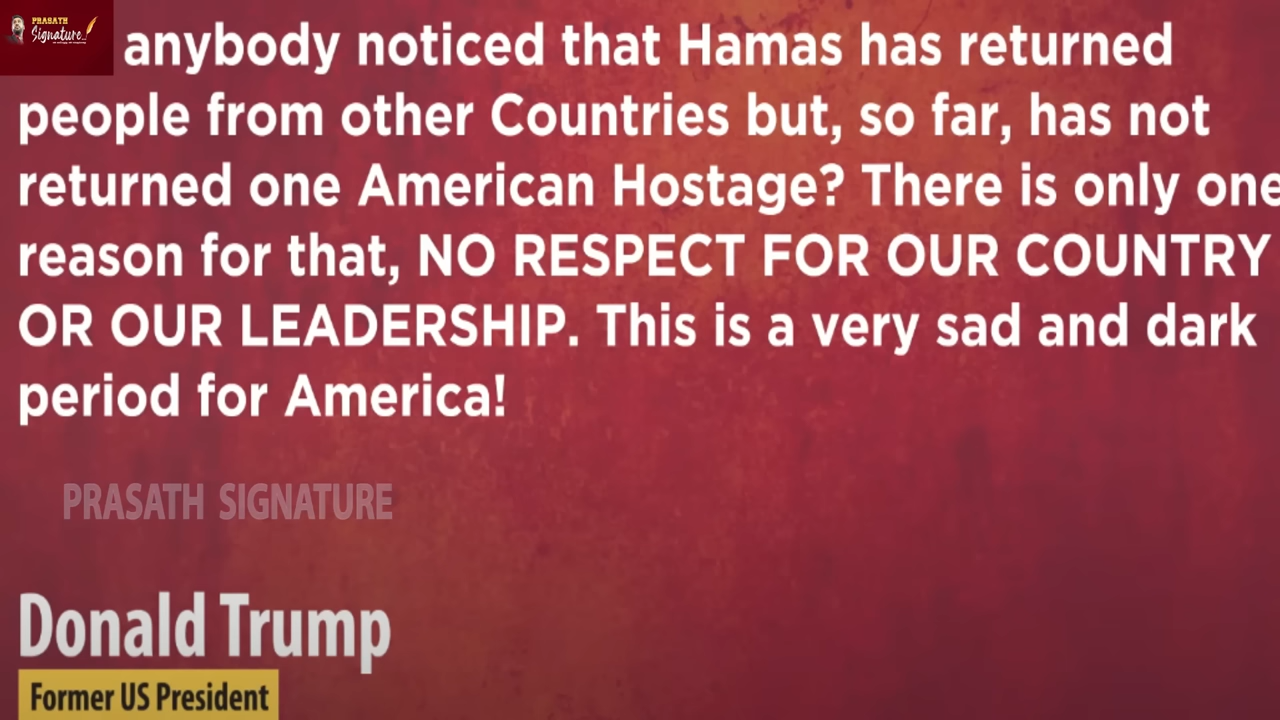 PRASATH
Signature
anybody noticed that Hamas has returned
people from other Countries but, so far, has not
returned one American Hostage? There is only one
reason for that, NO RESPECT FOR OUR COUNTRY
OR OUR LEADERSHIP. This is a very sad and dark
period for America!
PRASATH SIGNATURE
Donald Trump
Former US President